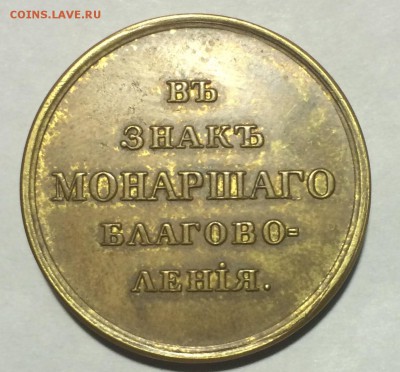 COINS.LAVE.RU
ВЪ
ЗНАКЪ
МОНАРШАГО
БЛАГОВО=
ЛЕНІЯ.